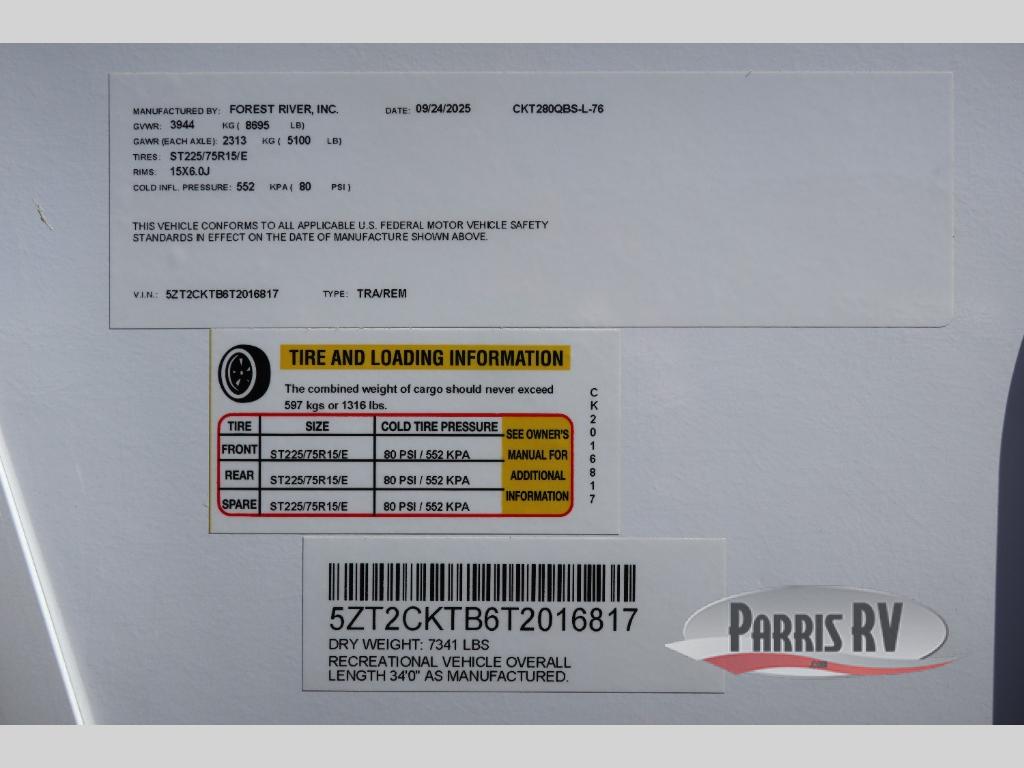 MANUFACTURED BY: FOREST RIVER, INC. DATE: 09/24/2025 CKT280QBS-L-76
GVWR: 3944 KG ( 8695 LB)
GAWR (EACH AXLE): 2313 KG ( 5100 LB)
TIRES: ST225/75R15/E
RIMS: 15X6.0J
COLD INFL. PRESSURE: 552 KPA ( 80 PSI )
THIS VEHICLE CONFORMS TO ALL APPLICABLE U.S. FEDERAL MOTOR VEHICLE SAFETY
STANDARDS IN EFFECT ON THE DATE OF MANUFACTURE SHOWN ABOVE.
V.I.N.: 5ZT2CKTB6T2016817 TYPE: TRA/REM
TIRE AND LOADING INFORMATION
The combined weight of cargo should never exceed
597 kgs or 1316 lbs.
TIRE SIZE COLD TIRE PRESSURE
FRONT ST225/75R15/E 80 PSI / 552 KPA
REAR ST225/75R15/E 80 PSI / 552 KPA
SPARE ST225/75R15/E 80 PSI / 552 KPA
SEE OWNER'S
MANUAL FOR
ADDITIONAL
INFORMATION
CK2016817
5ZT2CKTB6T2016817
DRY WEIGHT: 7341 LBS
RECREATIONAL VEHICLE OVERALL
LENGTH 34'0" AS MANUFACTURED.
PARRIS RV
.com